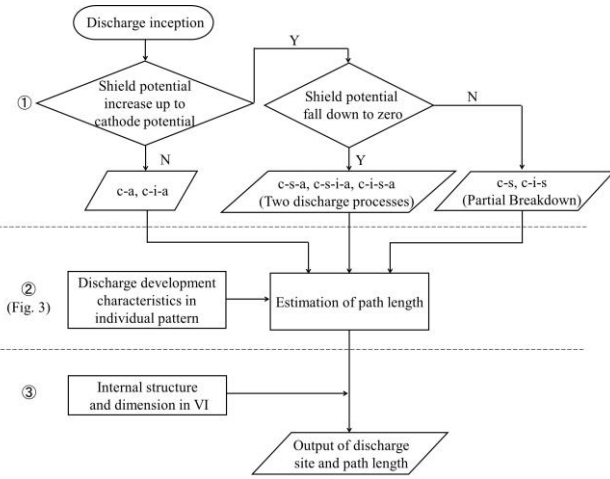 Discharge inception
Y
①
Shield potential
increase up to
cathode potential
Shield potential
fall down to zero
N
N
Y
c-a, c-i-a
c-s-a, c-s-i-a, c-i-s-a
(Two discharge processes)
c-s, c-i-s
(Partial Breakdown)
②
(Fig. 3)
Discharge development
characteristics in
individual pattern
Estimation of path length
③
Internal structure
and dimension in VI
Output of discharge
site and path length